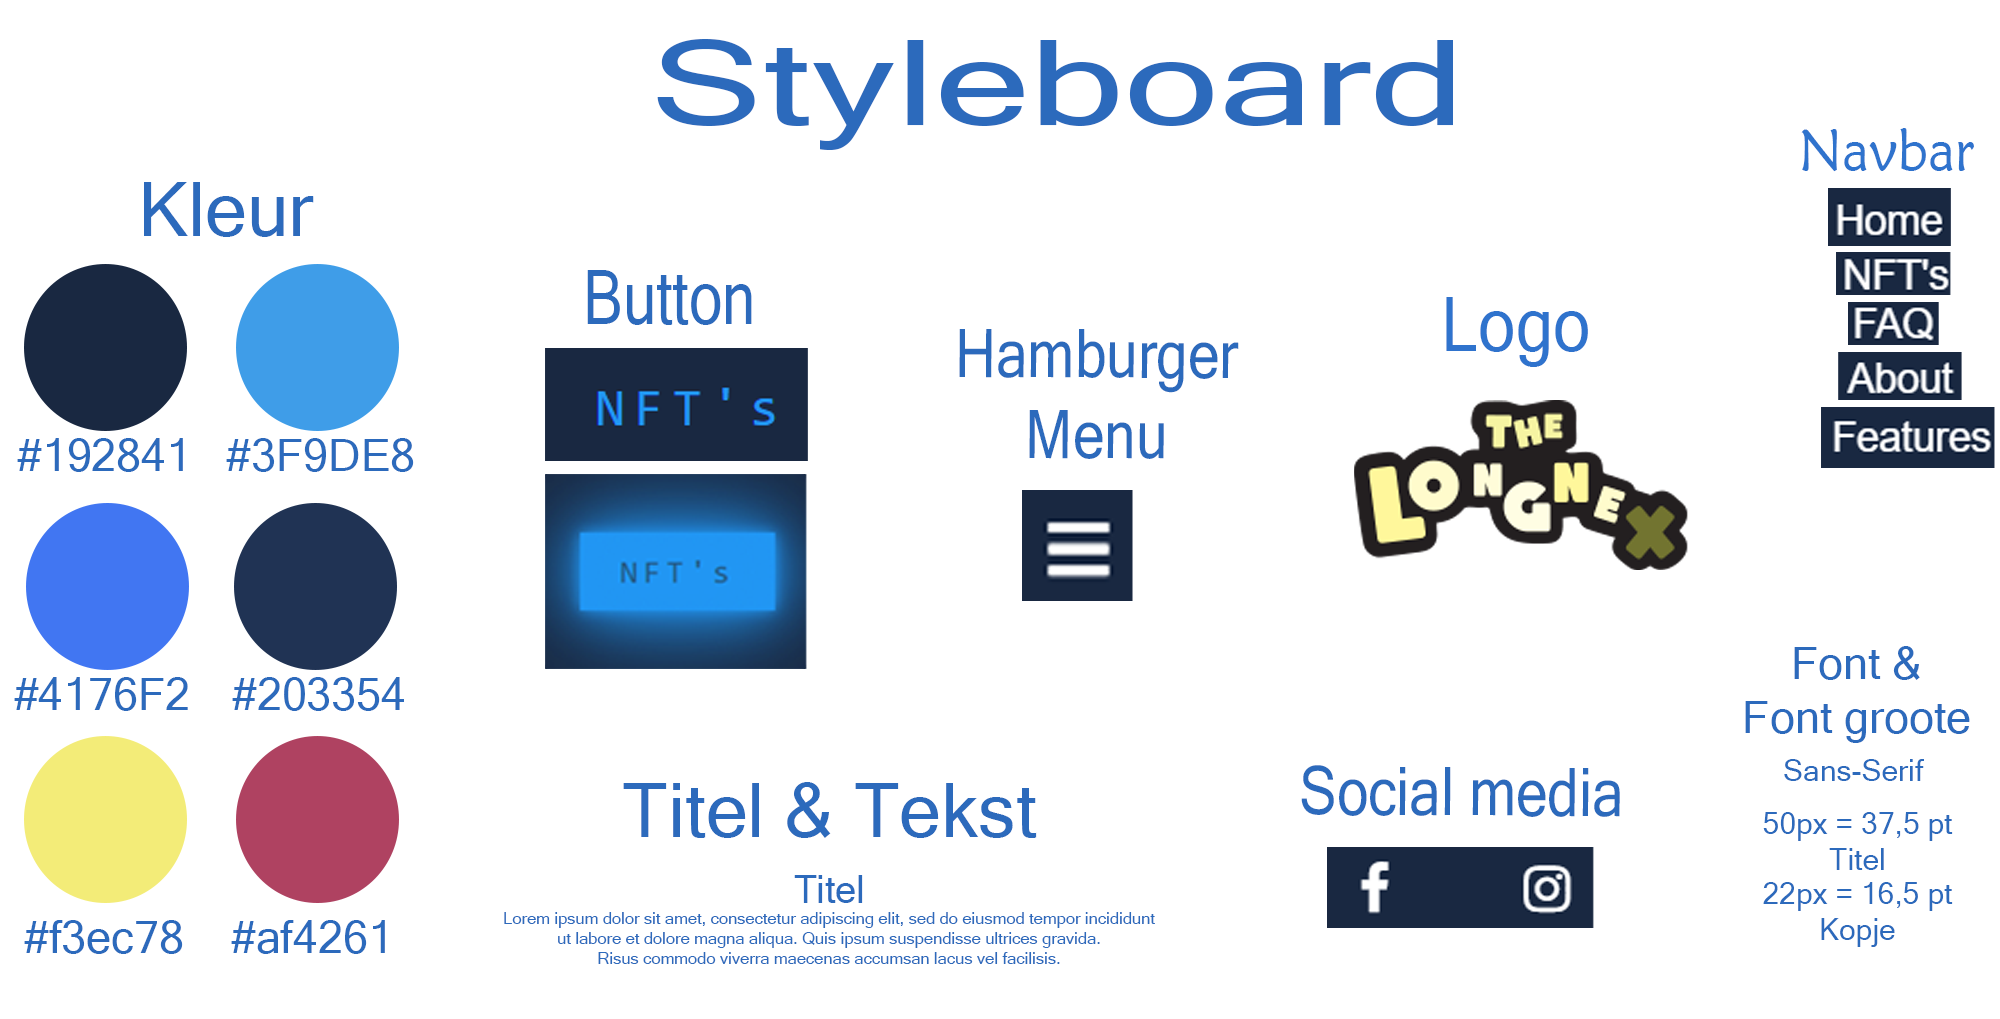 Styleboard
Kleur
#192841
#3F9DE8
#4176F2
#203354
#f3ec78
#af4261
Button
NFT's
NFT's
Hamburger
Menu
Logo
THE
LONGNEX
Navbar
Home
NFT's
FAQ
About
Features
Titel & Tekst
Titel
Lorem ipsum dolor sit amet, consectetur adipiscing elit, sed do eiusmod tempor incididunt
ut labore et dolore magna aliqua. Quis ipsum suspendisse ultrices gravida.
Risus commodo viverra maecenas accumsan lacus vel facilisis.
Social media
Font &
Font groote
Sans-Serif
50px = 37,5 pt
Titel
22px = 16,5 pt
Kopje